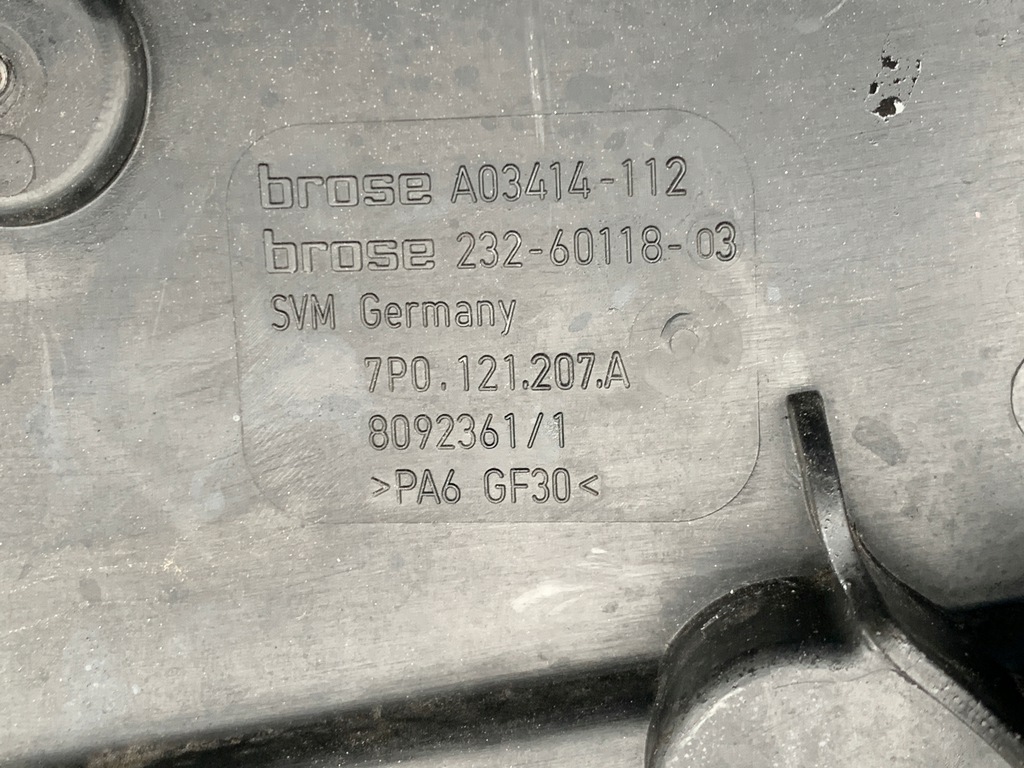 brose A03414-112
brose 232-60118-03
SVM Germany
7P0.121.207.A
8092361/1
>PA6 GF30<